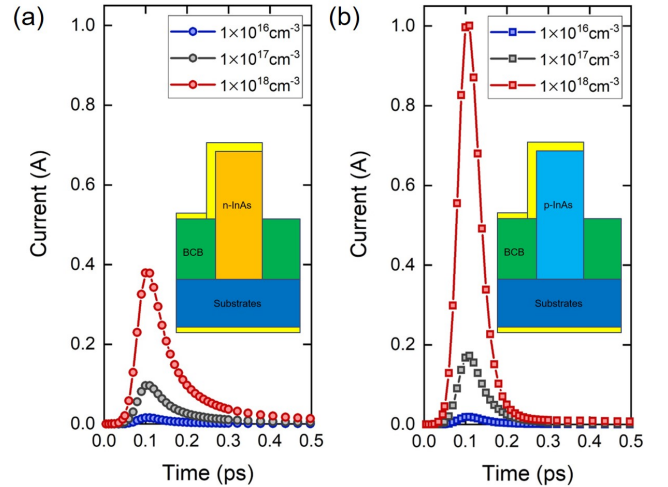 (a)
1×10¹⁶cm⁻³
1×10¹⁷cm⁻³
1×10¹⁸cm⁻³
Current (A)
1.0
0.8
0.6
0.4
0.2
0.0
n-InAs
BCB
Substrates
0.0 0.1 0.2 0.3 0.4 0.5
Time (ps)
(b)
1×10¹⁶cm⁻³
1×10¹⁷cm⁻³
1×10¹⁸cm⁻³
Current (A)
1.0
0.8
0.6
0.4
0.2
0.0
p-InAs
BCB
Substrates
0.0 0.1 0.2 0.3 0.4 0.5
Time (ps)